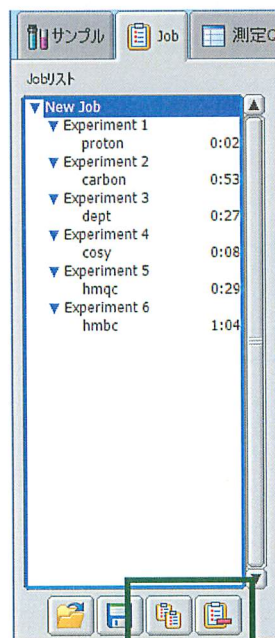 サンプル
Job
測定
Jobリスト
New Job
Experiment 1
proton 0:02
Experiment 2
carbon 0:53
Experiment 3
dept 0:27
Experiment 4
cosy 0:08
Experiment 5
hmqc 0:29
Experiment 6
hmbc 1:04